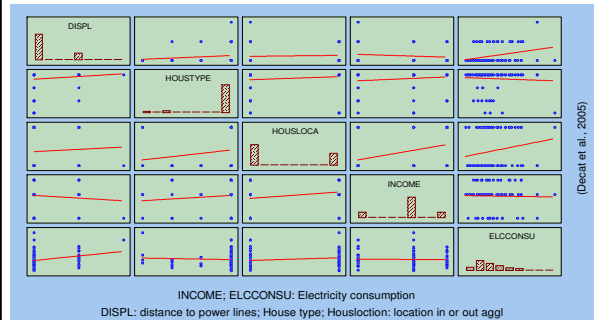 DISPL
HOUSTYPE
HOUSLOCA
INCOME
ELCCONSU
(Decat et al., 2005)
INCOME; ELCCONSU: Electricity consumption
DISPL: distance to power lines; House type; Housloction: location in or out aggl